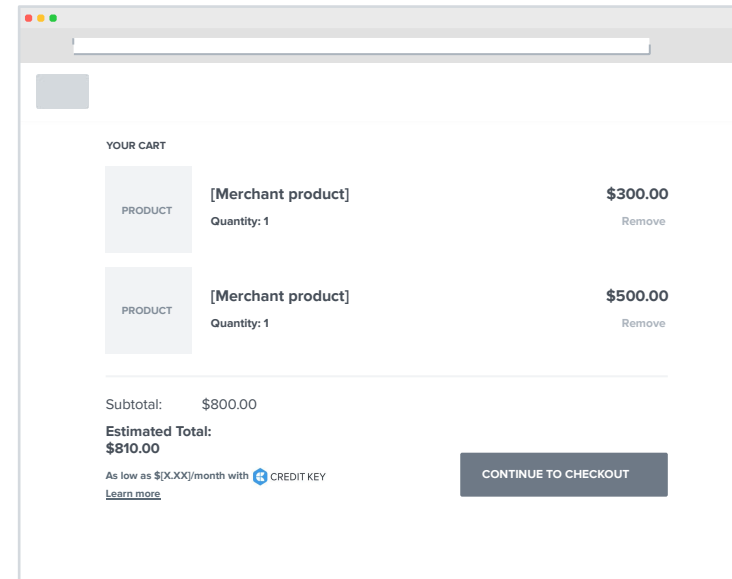 YOUR CART
PRODUCT
[Merchant product]
$300.00
Quantity: 1
Remove
PRODUCT
[Merchant product]
$500.00
Quantity: 1
Remove
Subtotal: $800.00
Estimated Total:
$810.00
As low as $[X.XX]/month with CREDIT KEY
Learn more
CONTINUE TO CHECKOUT